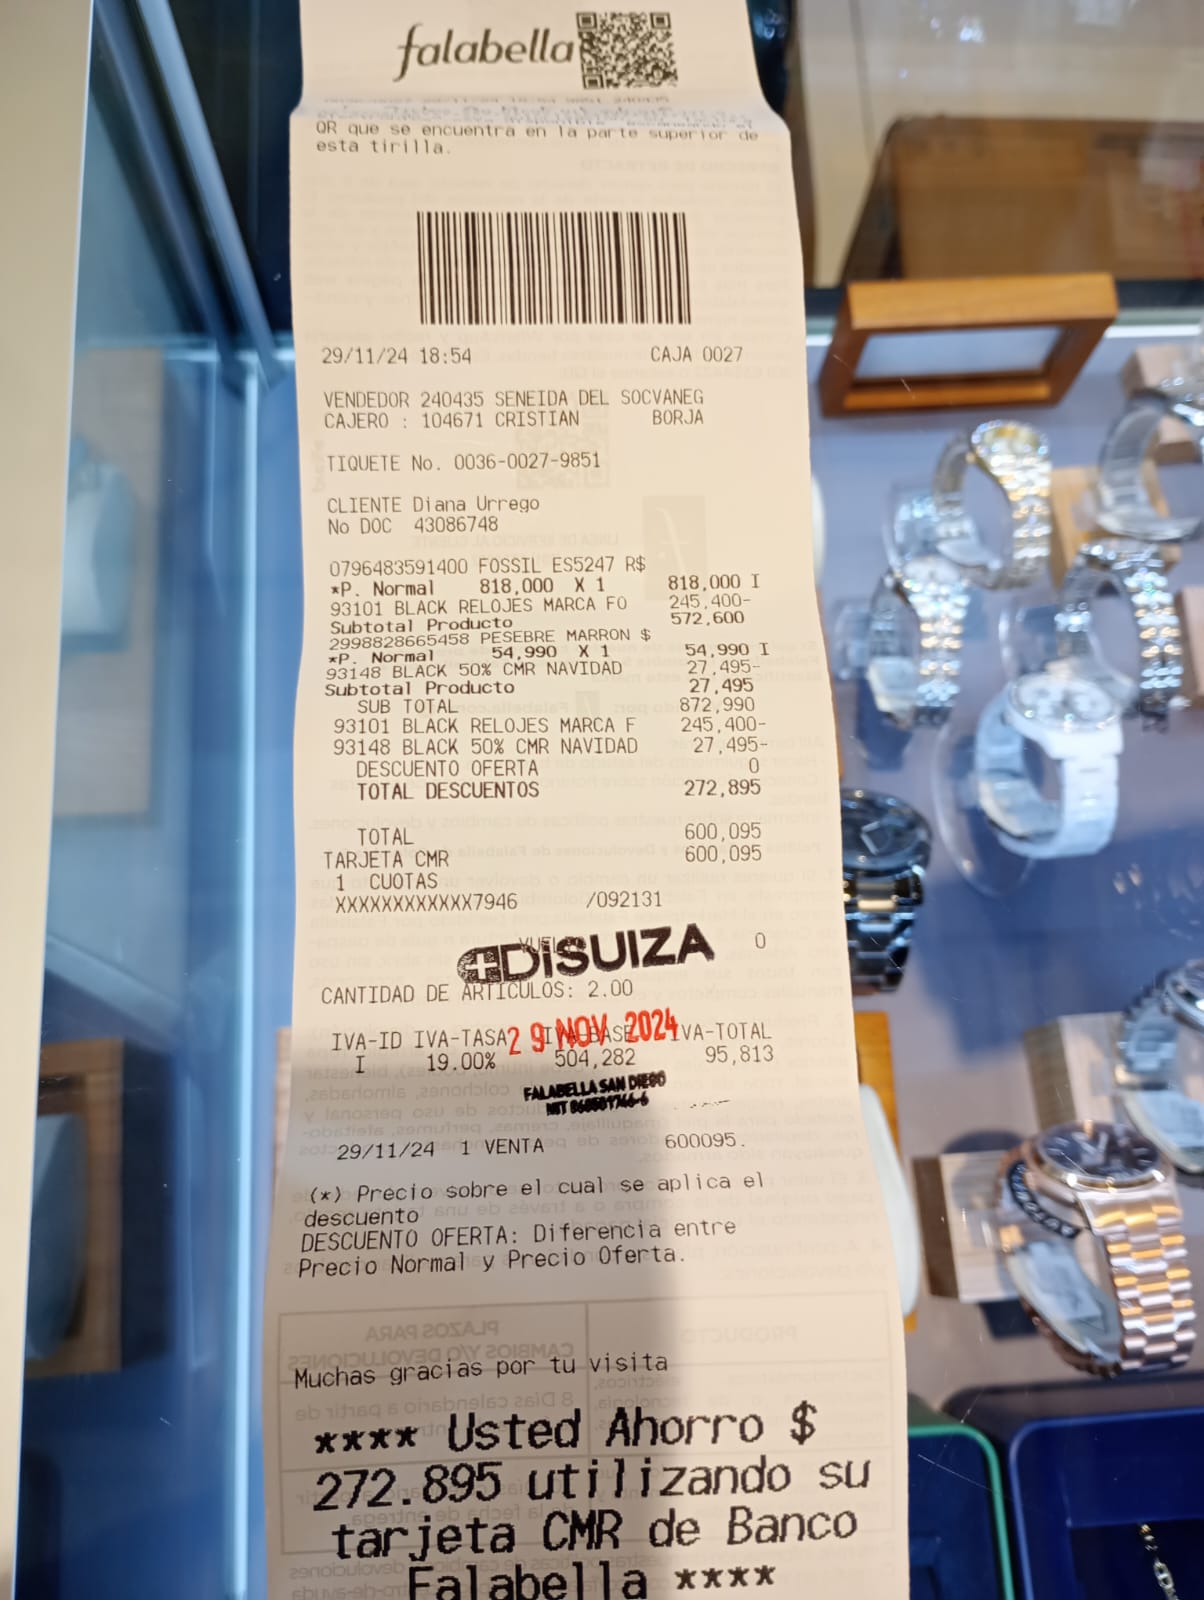 falabella
QR que se encuentra en la parte superior de
esta tirilla.
29/11/24 18:54 CAJA 0027
VENDEDOR 240435 SENEIDA DEL SOCVANEG
CAJERO : 104671 CRISTIAN BORJA
TIQUETE No. 0036-0027-9851
CLIENTE Diana Urrego
No DOC 43086748
0796483591400 FOSSIL ES5247 R$
*P. Normal 818,000 X 1 818,000 I
93101 BLACK RELOJES MARCA FO 245,400-
Subtotal Producto 572,600
2998828665458 PESEBRE MARRON $
*P. Normal 54,990 X 1 54,990 I
93148 BLACK 50% CMR NAVIDAD 27,495-
Subtotal Producto 27,495
SUB TOTAL 872,990
93101 BLACK RELOJES MARCA F 245,400-
93148 BLACK 50% CMR NAVIDAD 27,495-
DESCUENTO OFERTA 0
TOTAL DESCUENTOS 272,895
TOTAL 600,095
TARJETA CMR 600,095
1 CUOTAS
XXXXXXXXXXXX7946 /092131
DISUIZA 0
CANTIDAD DE ARTICULOS: 2.00
IVA-ID IVA-TASA IVA-BASE IVA-TOTAL
29 NOV 2024
I 19.00% 504,282 95,813
FALABELLA SAN DIEGO
29/11/24 1 VENTA 600095.
(*) Precio sobre el cual se aplica el
descuento
DESCUENTO OFERTA: Diferencia entre
Precio Normal y Precio Oferta.
Muchas gracias por tu visita
**** Usted Ahorro $
272.895 utilizando su
tarjeta CMR de Banco
Falabella ****